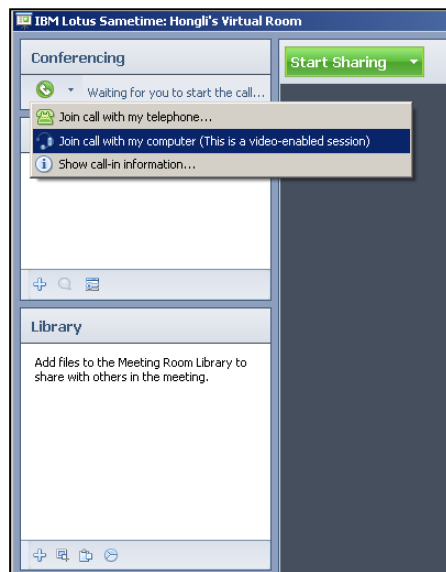 IBM Lotus Sametime: Hongli's Virtual Room
Conferencing
Start Sharing
Waiting for you to start the call...
Join call with my telephone...
Join call with my computer (This is a video-enabled session)
Show call-in information...
Library
Add files to the Meeting Room Library to
share with others in the meeting.